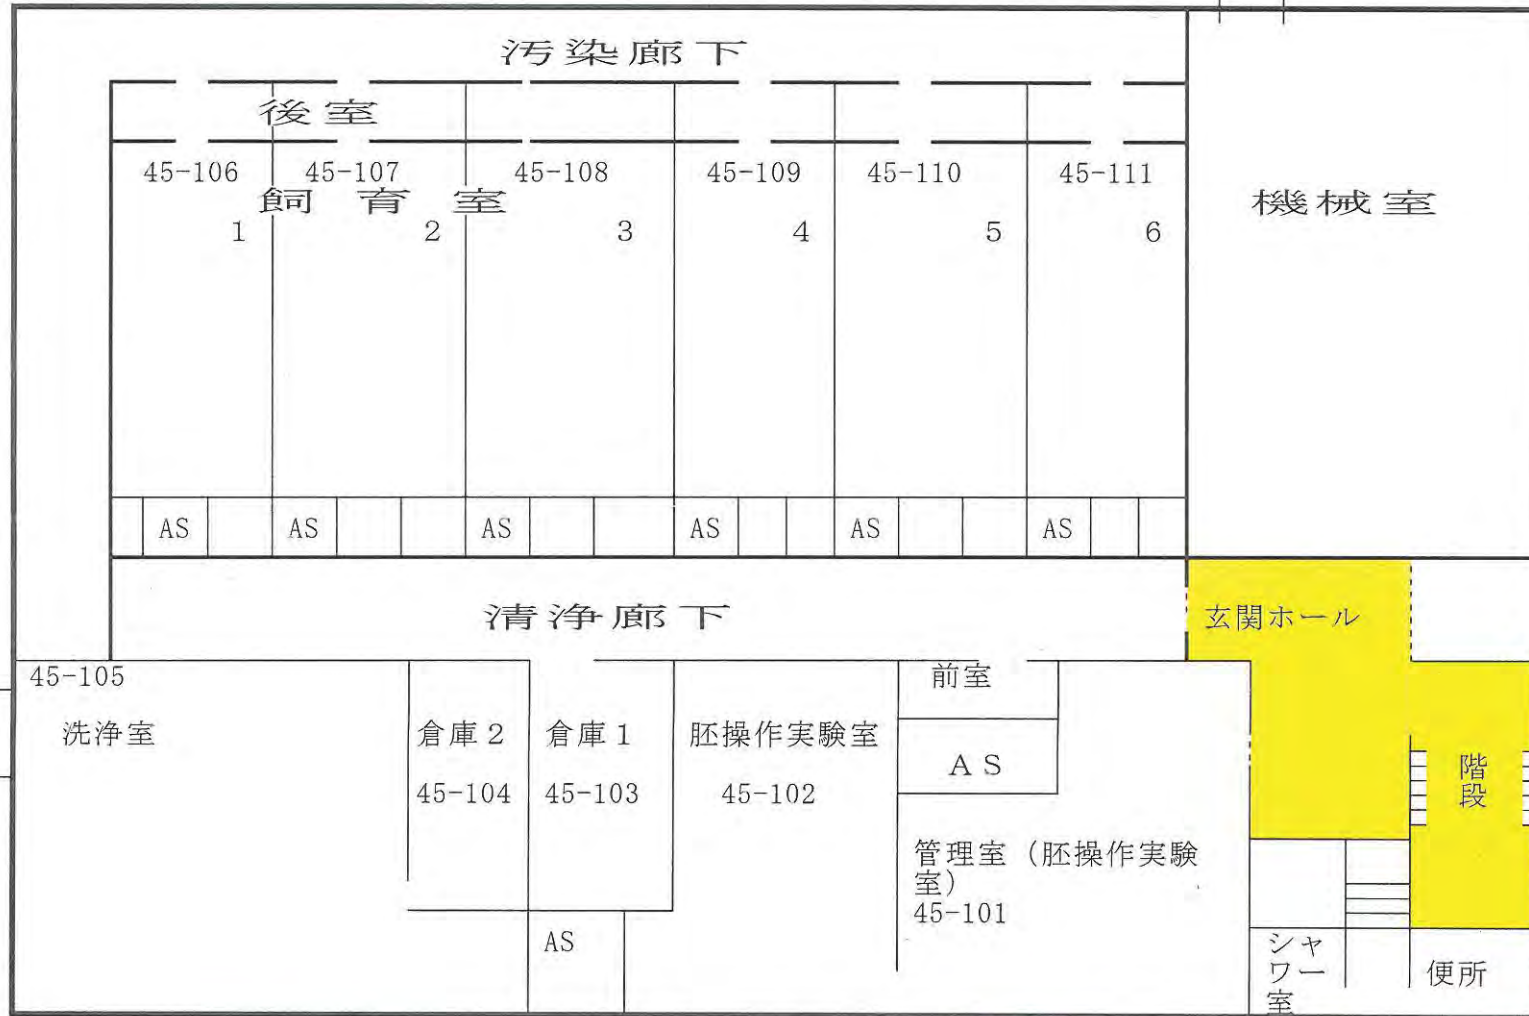 汚染廊下
後室
45-106
45-107
45-108
45-109
45-110
45-111
飼育室
機械室
1
2
3
4
5
6
AS
AS
AS
AS
AS
AS
清浄廊下
玄関ホール
45-105
洗浄室
倉庫2
45-104
倉庫1
45-103
胚操作実験室
45-102
前室
AS
管理室（胚操作実験
室）
45-101
階
段
AS
シャ
ワー
室
便所